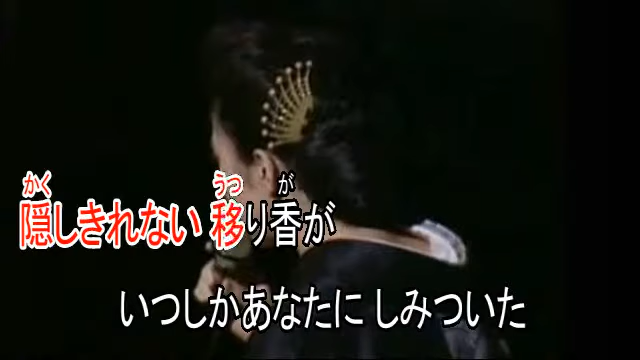 かく うつ が
隠しきれない 移り香が
いつしかあなたに しみついた